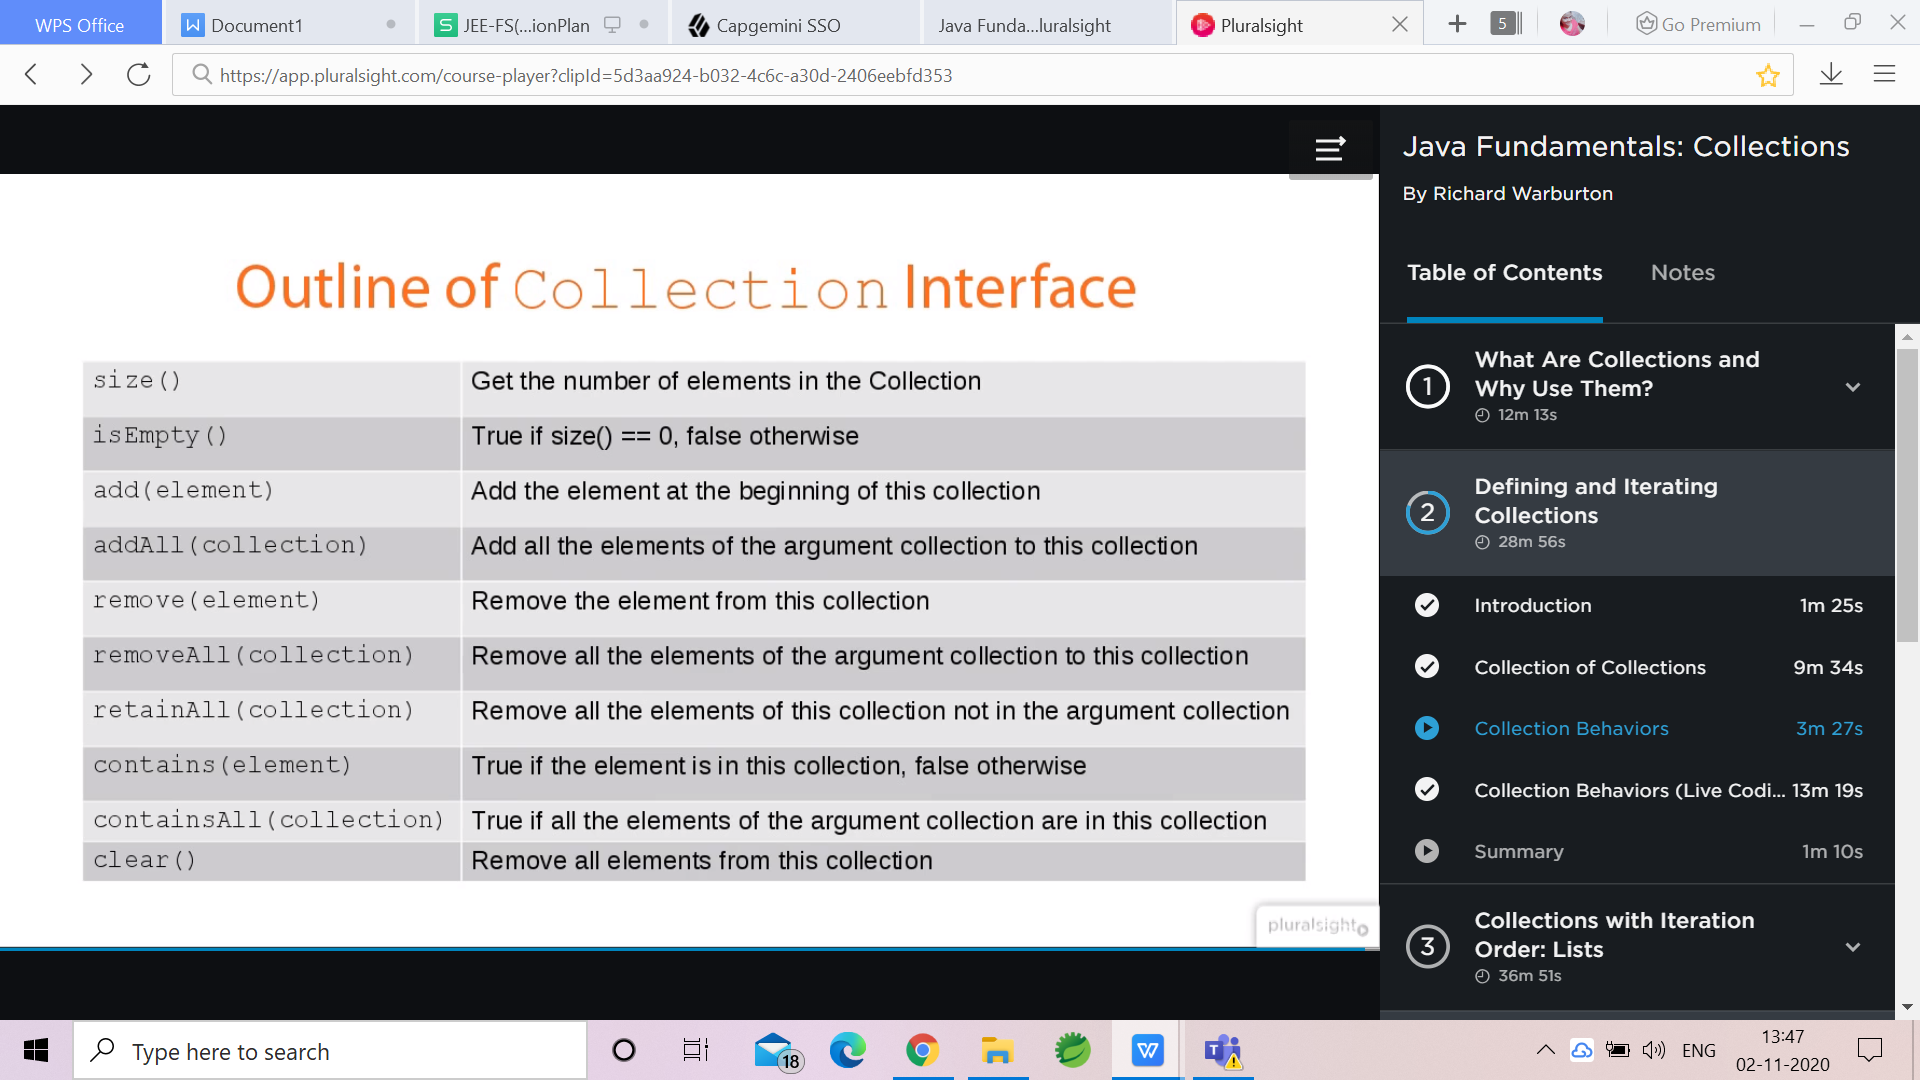 WPS Office
Document1
JEE-FS(...ionPlan
Capgemini SSO
Java Funda...luralsight
Pluralsight
5
Go Premium
https://app.pluralsight.com/course-player?clipId=5d3aa924-b032-4c6c-a30d-2406eebfd353
Outline of Collection Interface
size() Get the number of elements in the Collection
isEmpty() True if size() == 0, false otherwise
add(element) Add the element at the beginning of this collection
addAll(collection) Add all the elements of the argument collection to this collection
remove(element) Remove the element from this collection
removeAll(collection) Remove all the elements of the argument collection to this collection
retainAll(collection) Remove all the elements of this collection not in the argument collection
contains(element) True if the element is in this collection, false otherwise
containsAll(collection) True if all the elements of the argument collection are in this collection
clear() Remove all elements from this collection
pluralsight
Java Fundamentals: Collections
By Richard Warburton
Table of Contents Notes
1
What Are Collections and
Why Use Them?
12m 13s
2
Defining and Iterating
Collections
28m 56s
Introduction 1m 25s
Collection of Collections 9m 34s
Collection Behaviors 3m 27s
Collection Behaviors (Live Codi... 13m 19s
Summary 1m 10s
3
Collections with Iteration
Order: Lists
36m 51s
Type here to search
18
ENG
13:47
02-11-2020